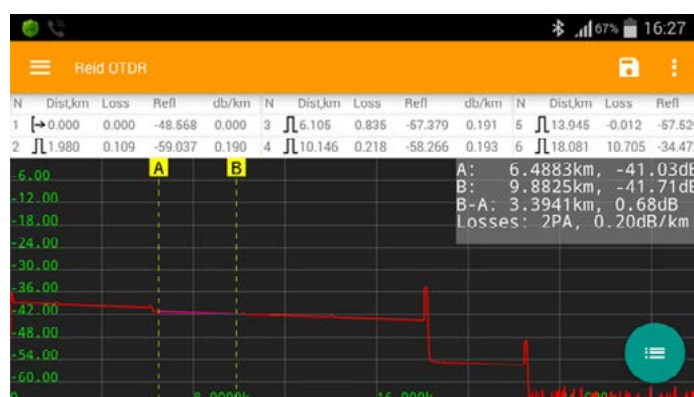 67% 16:27
Reid OTDR
N Dist,km Loss Refl db/km N Dist,km Loss Refl db/km N Dist,km Loss Refl
1 0.000 0.000 -48.568 0.000 3 6.105 0.835 -57.379 0.191 5 13.945 -0.012 -57.52
2 1.980 0.109 -59.037 0.190 4 10.146 0.218 -58.266 0.193 6 18.081 10.705 -34.47
A B
A: 6.4883km, -41.03dB
B: 9.8825km, -41.71dB
B-A: 3.3941km, 0.68dB
Losses: 2PA, 0.20dB/km
-6.00
-12.00
-18.00
-24.00
-30.00
-36.00
-42.00
-48.00
-54.00
-60.00